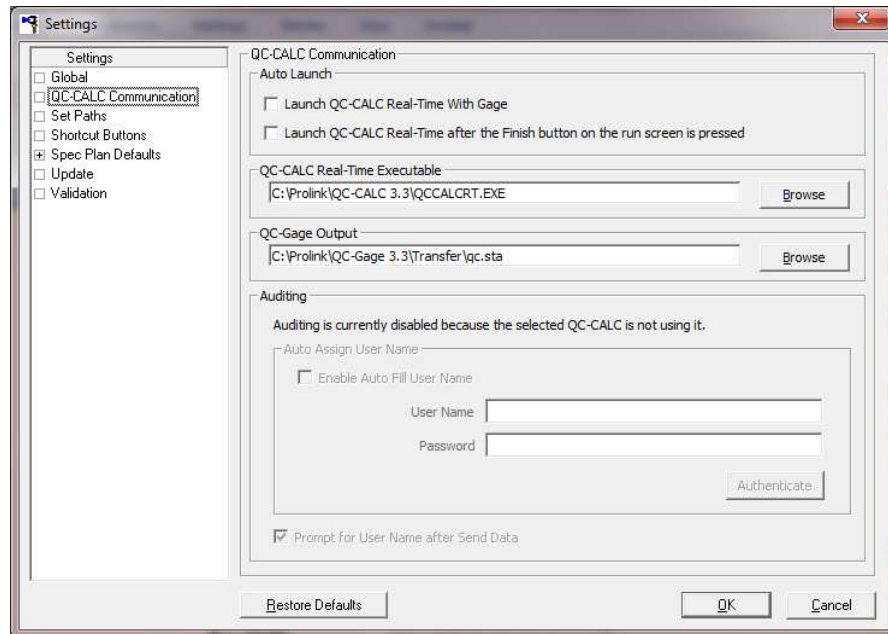 Settings
Settings
Global
QC-CALC Communication
Set Paths
Shortcut Buttons
Spec Plan Defaults
Update
Validation
QC-CALC Communication
Auto Launch
Launch QC-CALC Real-Time With Gage
Launch QC-CALC Real-Time after the Finish button on the run screen is pressed
QC-CALC Real-Time Executable
C:\Prolink\QC-CALC 3.3\QCCALCRT.EXE
Browse
QC-Gage Output
C:\Prolink\QC-Gage 3.3\Transfer\qc.sta
Browse
Auditing
Auditing is currently disabled because the selected QC-CALC is not using it.
Auto Assign User Name
Enable Auto Fill User Name
User Name
Password
Authenticate
Prompt for User Name after Send Data
Restore Defaults
OK
Cancel